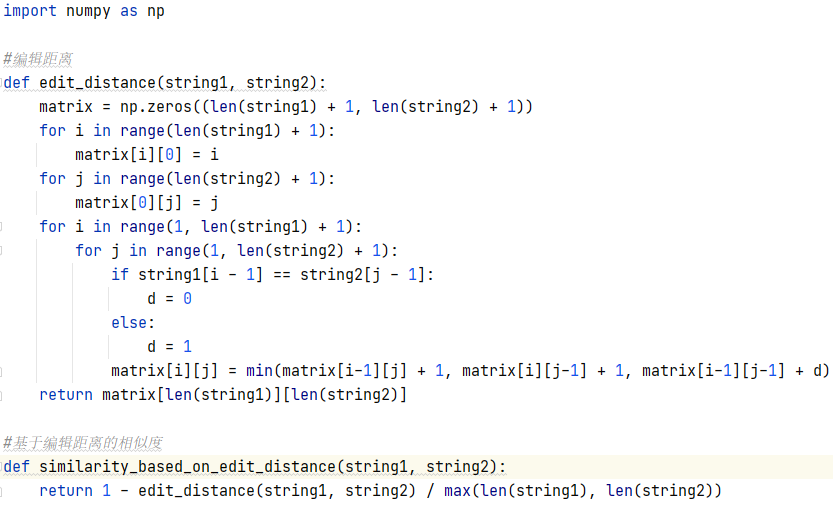 import numpy as np
#编辑距离
def edit_distance(string1, string2):
    matrix = np.zeros((len(string1) + 1, len(string2) + 1))
    for i in range(len(string1) + 1):
        matrix[i][0] = i
    for j in range(len(string2) + 1):
        matrix[0][j] = j
    for i in range(1, len(string1) + 1):
        for j in range(1, len(string2) + 1):
            if string1[i - 1] == string2[j - 1]:
                d = 0
            else:
                d = 1
            matrix[i][j] = min(matrix[i-1][j] + 1, matrix[i][j-1] + 1, matrix[i-1][j-1] + d)
    return matrix[len(string1)][len(string2)]
#基于编辑距离的相似度
def similarity_based_on_edit_distance(string1, string2):
    return 1 - edit_distance(string1, string2) / max(len(string1), len(string2))